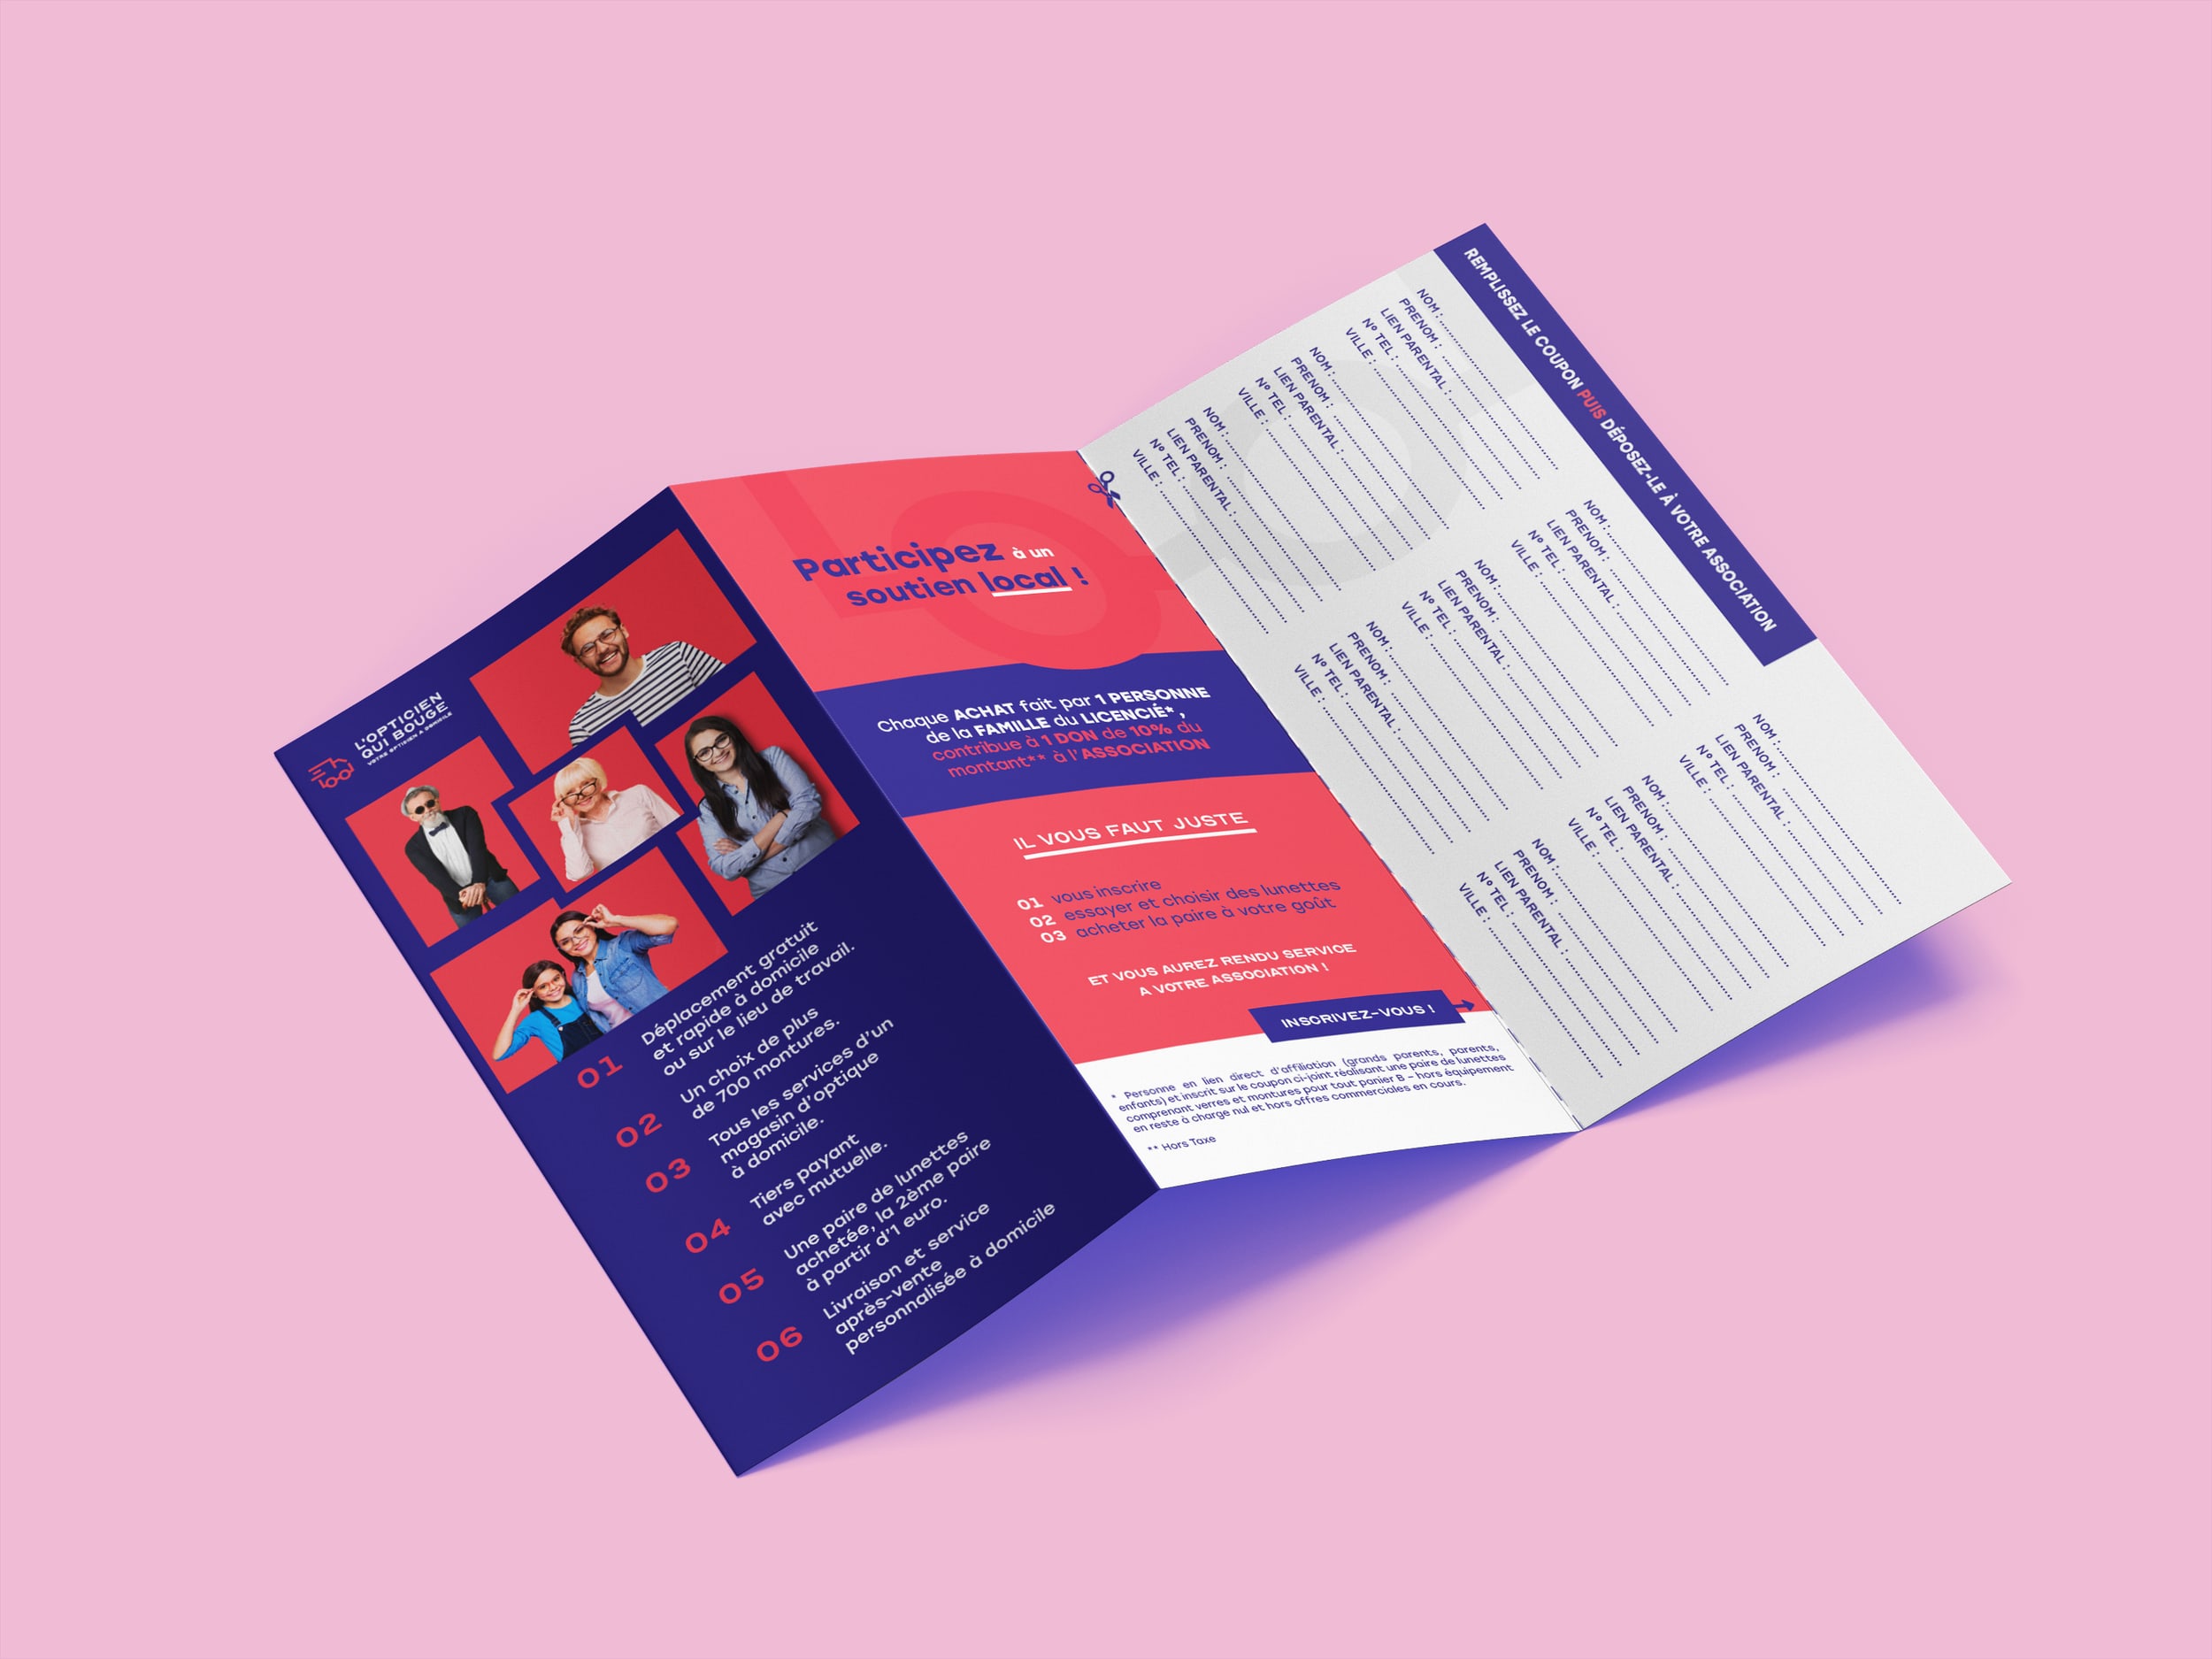 L'OPTICIEN
QUI BOUGE
VOTRE OPTICIEN A DOMICILE
01 Déplacement gratuit
et rapide à domicile
ou sur le lieu de travail.
02 Un choix de plus
de 700 montures.
03 Tous les services d'un
magasin d'optique
à domicile.
04 Tiers payant
avec mutuelle.
05 Une paire de lunettes
achetée, la 2ème paire
à partir d'1 euro.
06 Livraison et service
après-vente
personnalisée à domicile
Participez à un
soutien local !
Chaque ACHAT fait par 1 PERSONNE
de la FAMILLE du LICENCIÉ* ,
contribue à 1 DON de 10% du
montant** à l'ASSOCIATION
IL VOUS FAUT JUSTE
01 vous inscrire
02 essayer et choisir des lunettes
03 acheter la paire à votre goût
ET VOUS AUREZ RENDU SERVICE
A VOTRE ASSOCIATION !
INSCRIVEZ-VOUS !
* Personne en lien direct d'affiliation (grands parents, parents,
enfants) et inscrit sur le coupon ci-joint réalisant une paire de lunettes
comprenant verres et montures pour tout panier B – hors équipement
en reste à charge nul et hors offres commerciales en cours.
** Hors Taxe
REMPLISSEZ LE COUPON PUIS DÉPOSEZ-LE À VOTRE ASSOCIATION
NOM :
PRENOM :
LIEN PARENTAL :
N° TEL :
VILLE :
NOM :
PRENOM :
LIEN PARENTAL :
N° TEL :
VILLE :
NOM :
PRENOM :
LIEN PARENTAL :
N° TEL :
VILLE :
NOM :
PRENOM :
LIEN PARENTAL :
N° TEL :
VILLE :
NOM :
PRENOM :
LIEN PARENTAL :
N° TEL :
VILLE :
NOM :
PRENOM :
LIEN PARENTAL :
N° TEL :
VILLE :
NOM :
PRENOM :
LIEN PARENTAL :
N° TEL :
VILLE :
NOM :
PRENOM :
LIEN PARENTAL :
N° TEL :
VILLE :
NOM :
PRENOM :
LIEN PARENTAL :
N° TEL :
VILLE :